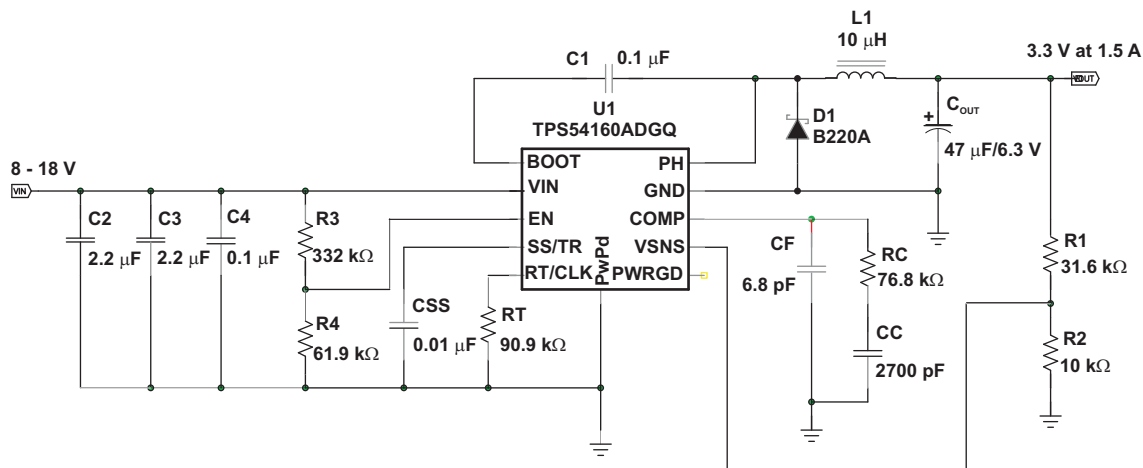 L1
10 μH
3.3 V at 1.5 A
C1
0.1 μF
U1
TPS54160ADGQ
D1
B220A
COUT
47 μF/6.3 V
8 - 18 V
VIN
BOOT
VIN
EN
SS/TR
RT/CLK
PwPd
PH
GND
COMP
VSNS
PWRGD
C2
2.2 μF
C3
2.2 μF
C4
0.1 μF
R3
332 kΩ
R4
61.9 kΩ
CSS
0.01 μF
RT
90.9 kΩ
CF
6.8 pF
RC
76.8 kΩ
CC
2700 pF
R1
31.6 kΩ
R2
10 kΩ